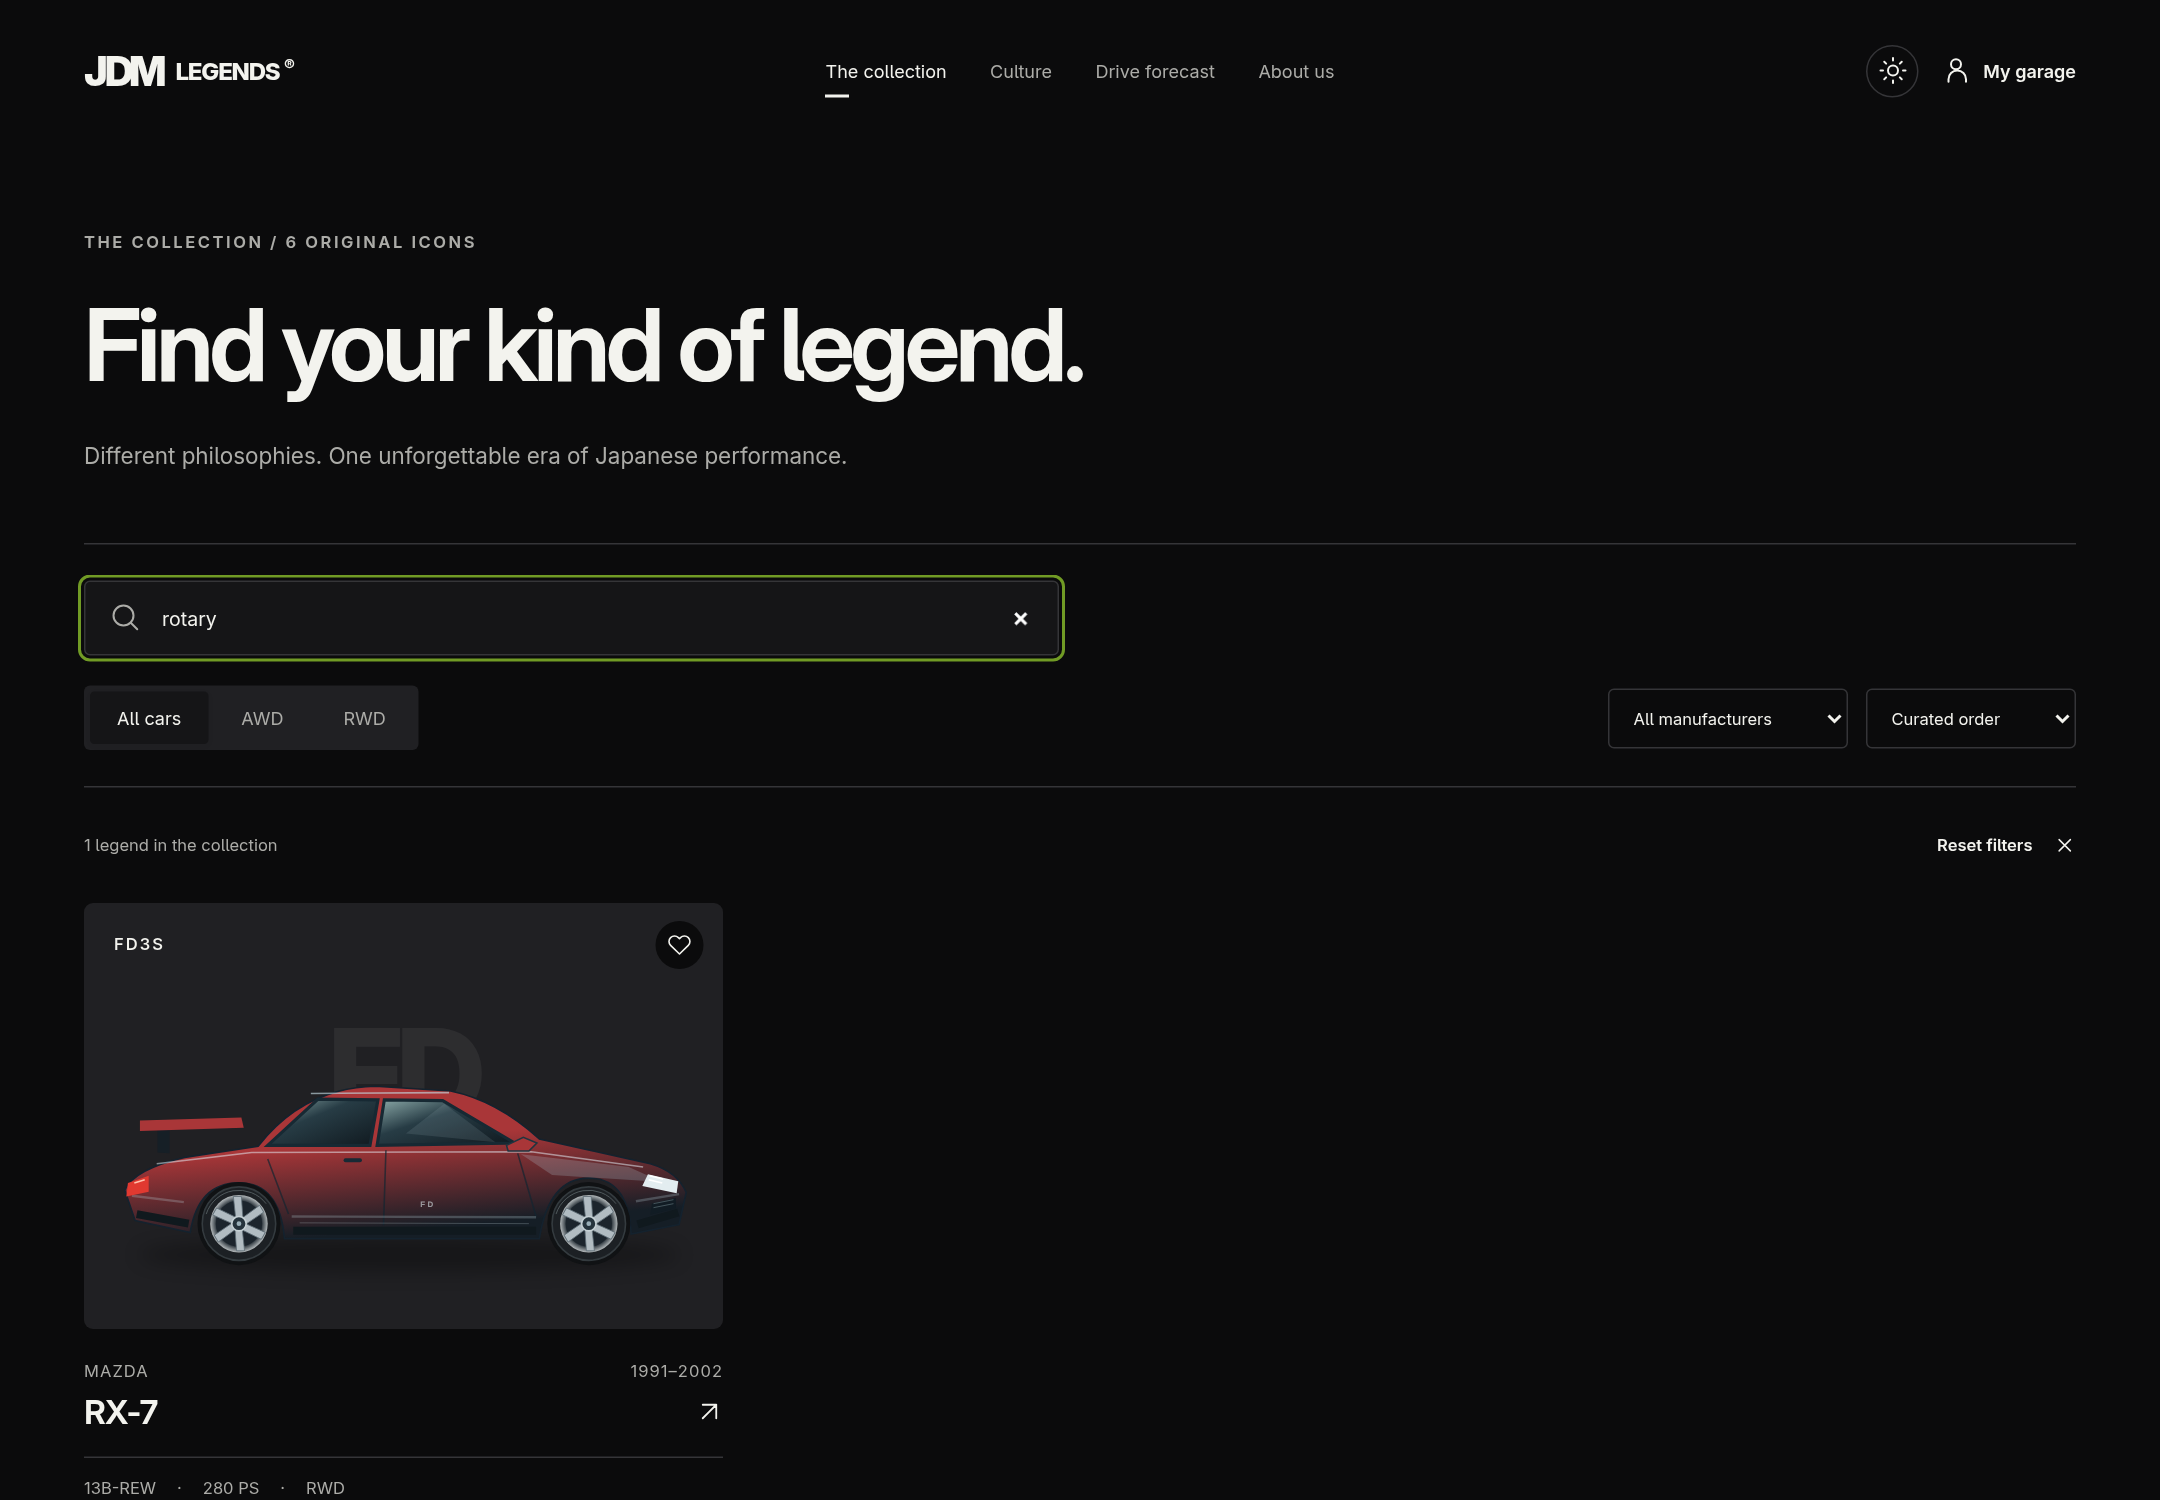 JDM LEGENDS ®
The collection
Culture
Drive forecast
About us
My garage
THE COLLECTION / 6 ORIGINAL ICONS
Find your kind of legend.
Different philosophies. One unforgettable era of Japanese performance.
rotary
All cars
AWD
RWD
All manufacturers
Curated order
1 legend in the collection
Reset filters
FD3S
FD
FD
MAZDA
1991–2002
RX-7
13B-REW · 280 PS · RWD